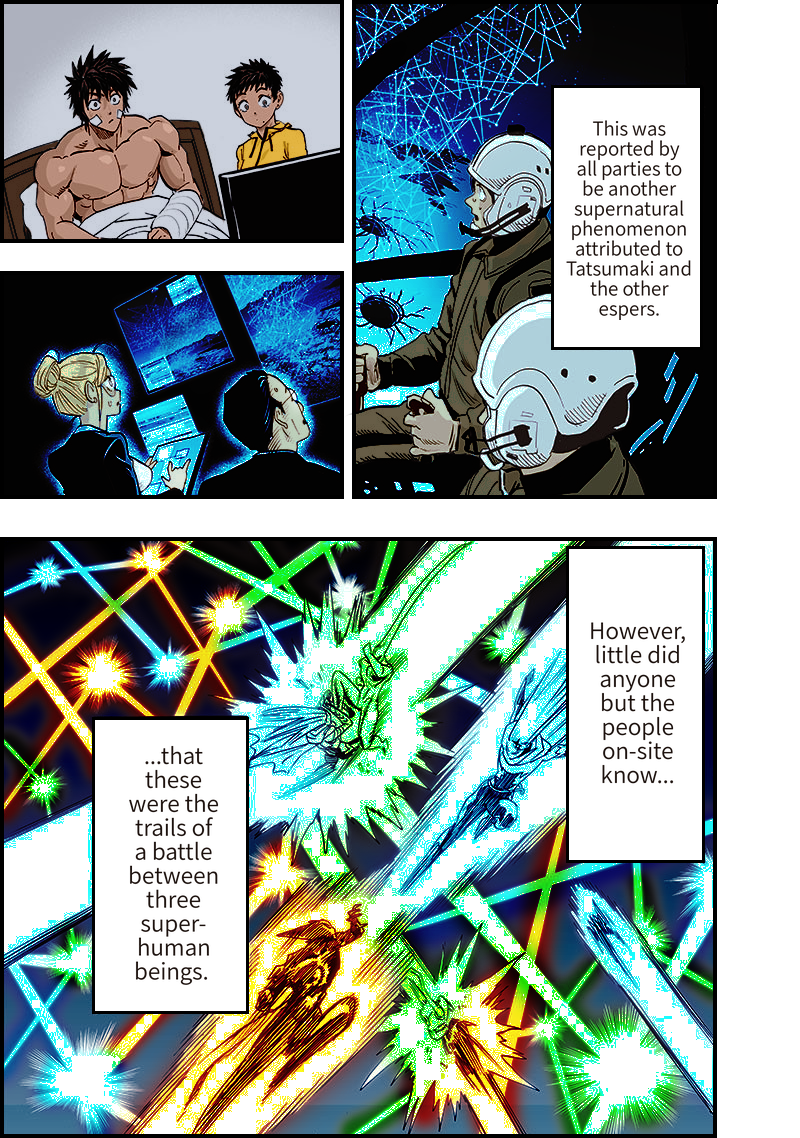 This was
reported by
all parties to
be another
supernatural
phenomenon
attributed to
Tatsumaki and
the other
espers.
However,
little did
anyone
but the
people
on-site
know...
...that
these
were the
trails of
a battle
between
three
super-
human
beings.